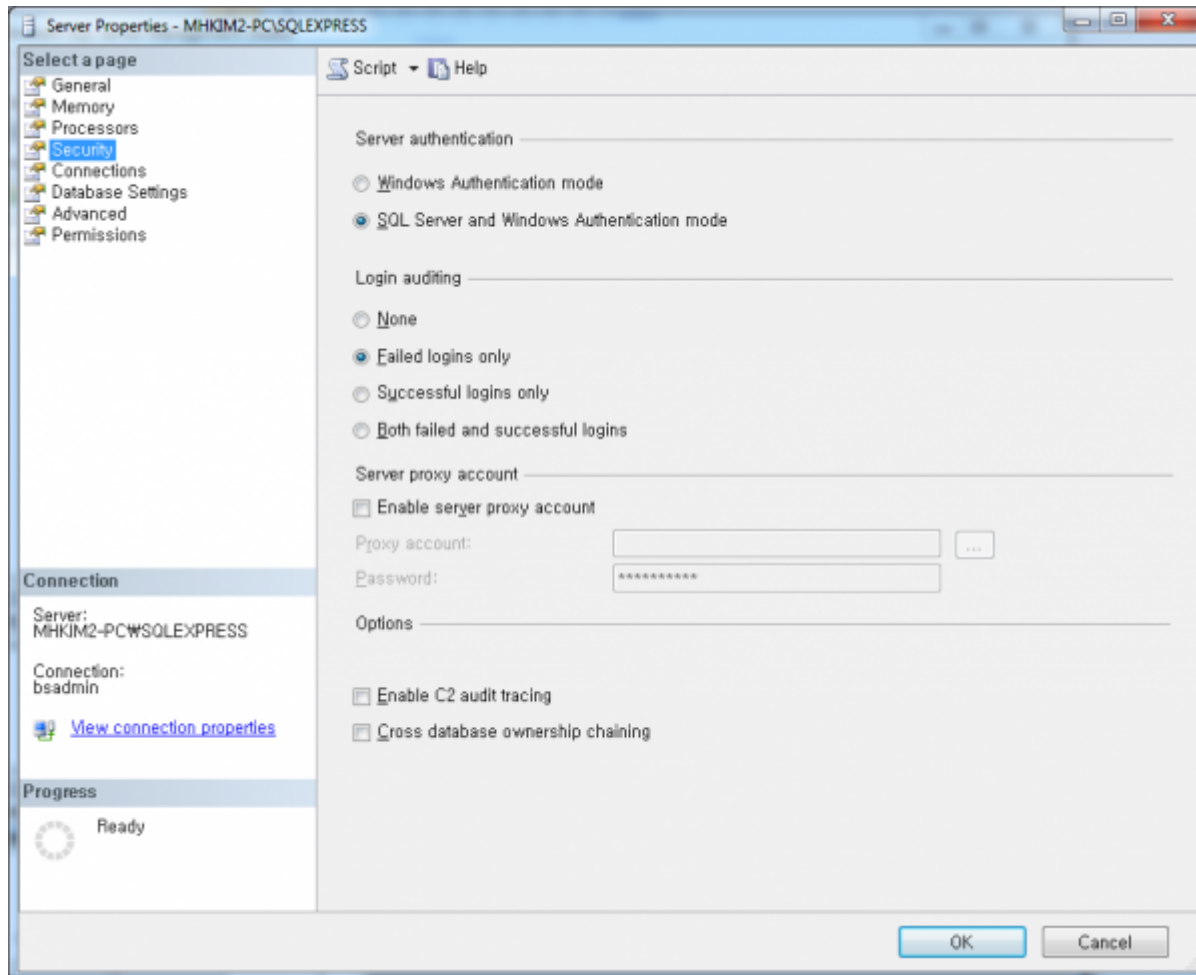 Server Properties - MHKIM2-PC\SQLEXPRESS
Select a page
General
Memory
Processors
Security
Connections
Database Settings
Advanced
Permissions
Script
Help
Server authentication
Windows Authentication mode
SQL Server and Windows Authentication mode
Login auditing
None
Failed logins only
Successful logins only
Both failed and successful logins
Server proxy account
Enable server proxy account
Proxy account:
...
Password:
**********
Options
Enable C2 audit tracing
Cross database ownership chaining
Connection
Server:
MHKIM2-PC₩SQLEXPRESS
Connection:
bsadmin
View connection properties
Progress
Ready
OK
Cancel